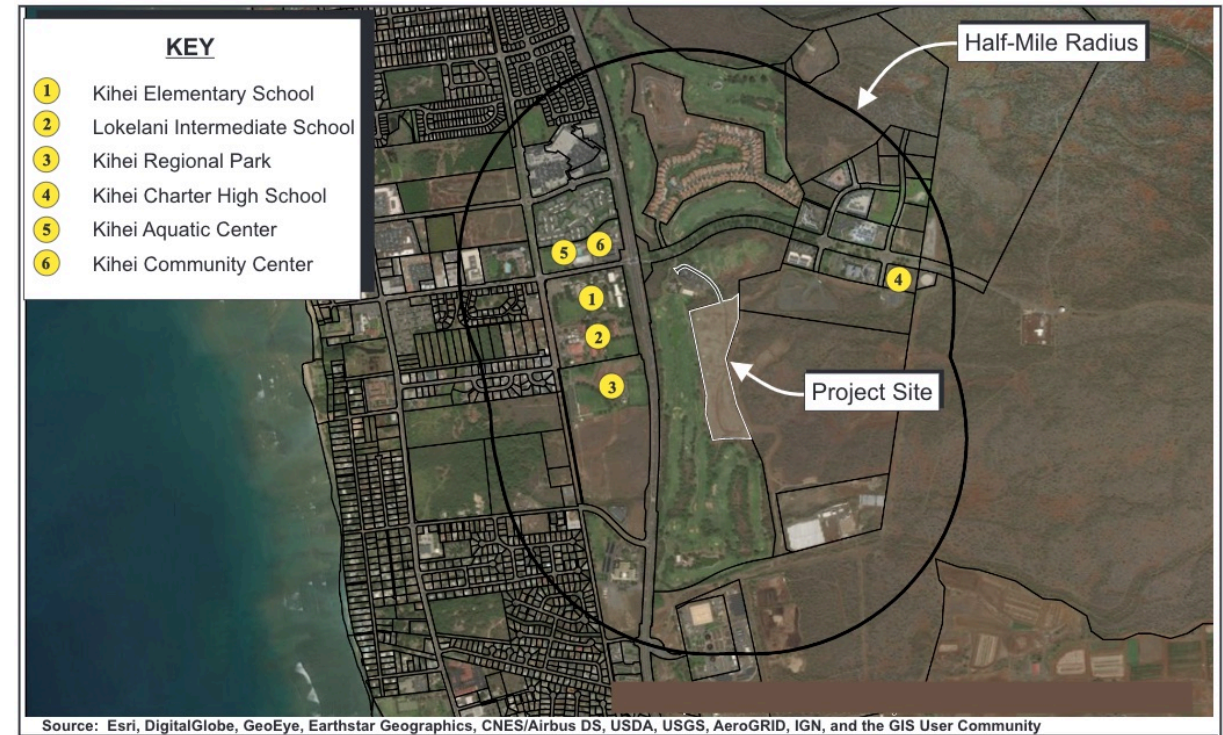 KEY
1 Kihei Elementary School
2 Lokelani Intermediate School
3 Kihei Regional Park
4 Kihei Charter High School
5 Kihei Aquatic Center
6 Kihei Community Center
Half-Mile Radius
5
6
4
1
2
3
Project Site
Source: Esri, DigitalGlobe, GeoEye, Earthstar Geographics, CNES/Airbus DS, USDA, USGS, AeroGRID, IGN, and the GIS User Community